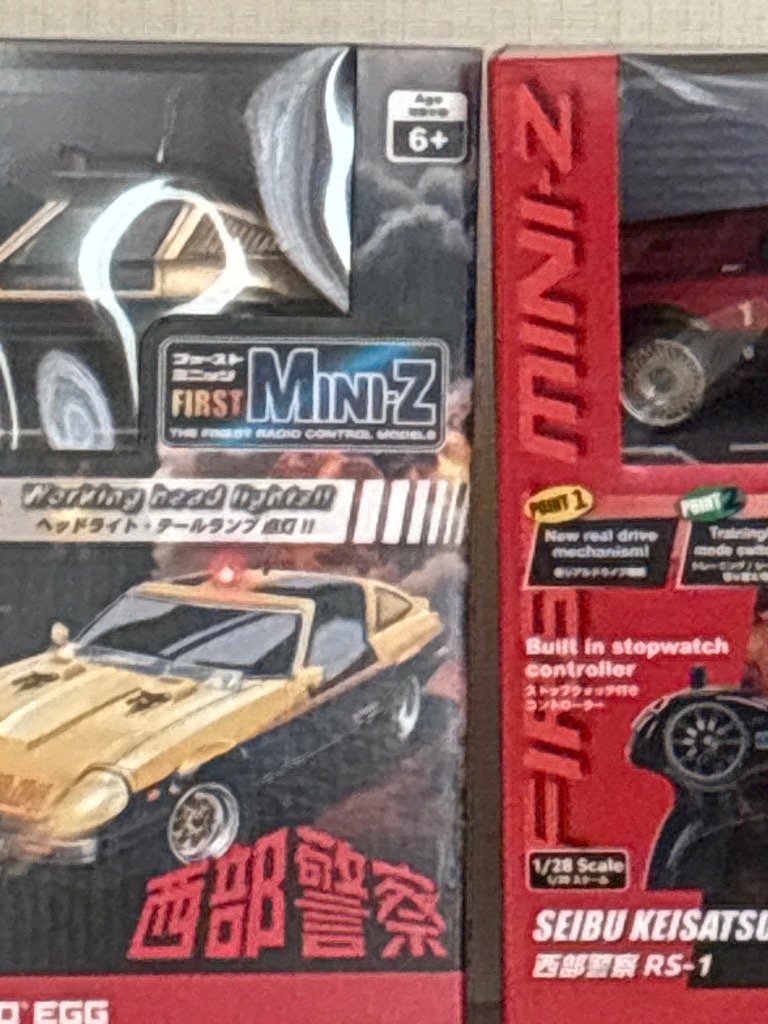 Age
6+
ファースト
ミニッツ
FIRST MINI-Z
THE FINEST RADIO CONTROL MODELS
Working head lights!!
ヘッドライト・テールランプ 点灯!!
西部警察
EGG
MINI-Z
POINT 1
New real drive
mechanism!
POINT 2
Training/
mode
Built in stopwatch
controller
ストップウォッチ付き
コントローラー
1/28 Scale
1/28 スケール
SEIBU KEISATSU
西部警察 RS-1